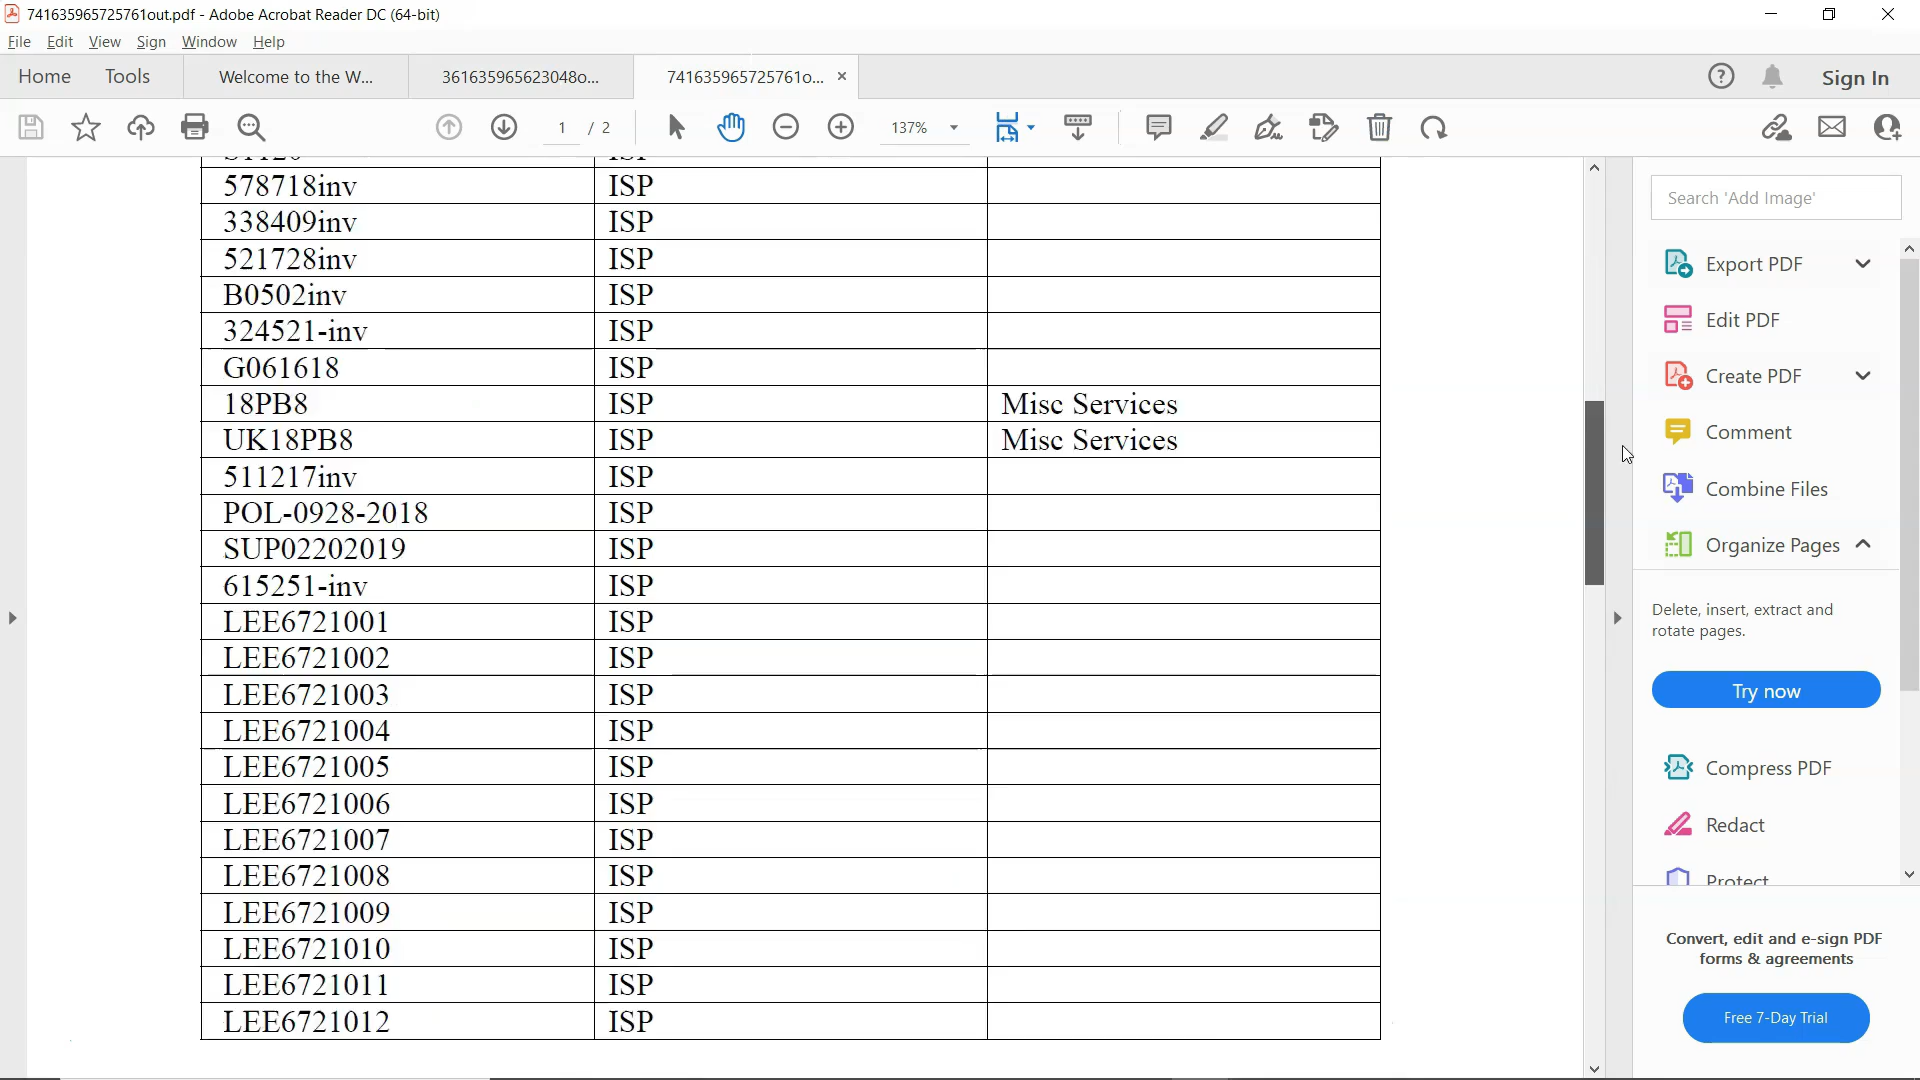 741635965725761out.pdf - Adobe Acrobat Reader DC (64-bit)
File Edit View Sign Window Help
Home Tools Welcome to the W... 361635965623048o... 741635965725761o... Sign In
1 / 2 137%
578718inv ISP
338409inv ISP
521728inv ISP
B0502inv ISP
324521-inv ISP
G061618 ISP
18PB8 ISP Misc Services
UK18PB8 ISP Misc Services
511217inv ISP
POL-0928-2018 ISP
SUP02202019 ISP
615251-inv ISP
LEE6721001 ISP
LEE6721002 ISP
LEE6721003 ISP
LEE6721004 ISP
LEE6721005 ISP
LEE6721006 ISP
LEE6721007 ISP
LEE6721008 ISP
LEE6721009 ISP
LEE6721010 ISP
LEE6721011 ISP
LEE6721012 ISP
Search 'Add Image'
Export PDF
Edit PDF
Create PDF
Comment
Combine Files
Organize Pages
Delete, insert, extract and
rotate pages.
Try now
Compress PDF
Redact
Protect
Convert, edit and e-sign PDF
forms & agreements
Free 7-Day Trial